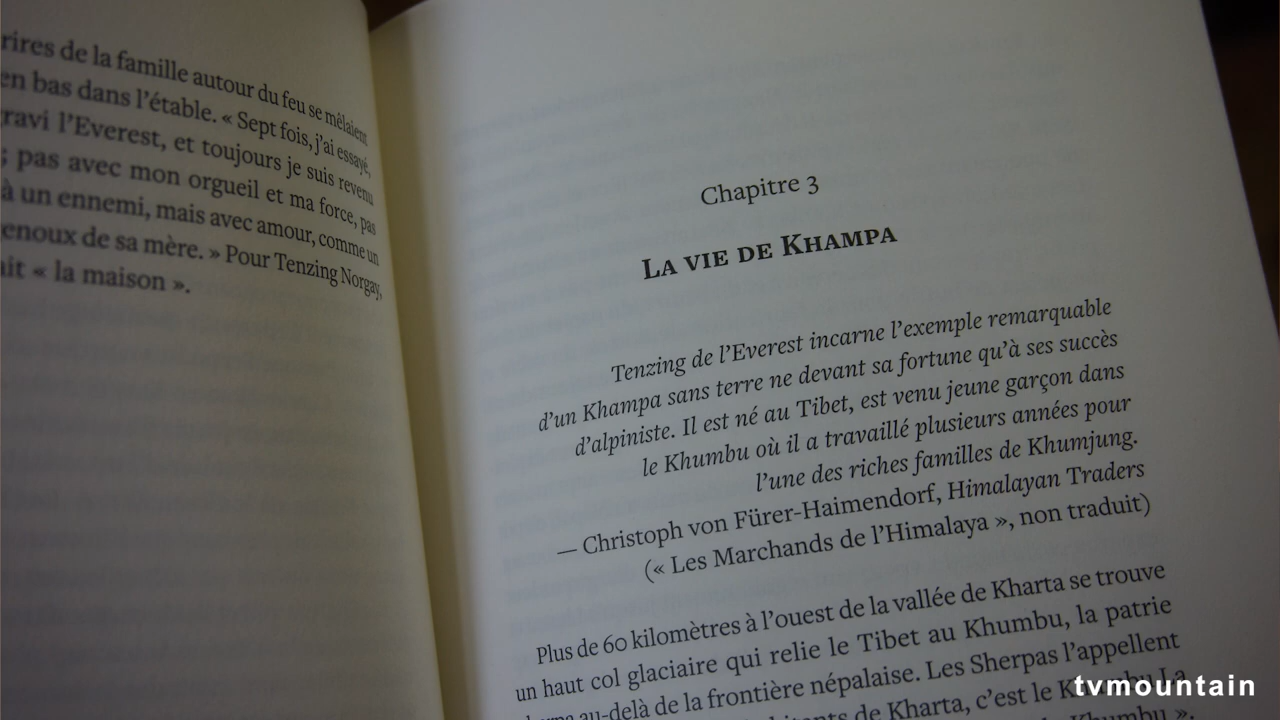 rires de la famille autour du feu se mêlaient
en bas dans l'étable. « Sept fois, j'ai essayé,
ravi l'Everest, et toujours je suis revenu
; pas avec mon orgueil et ma force, pas
à un ennemi, mais avec amour, comme un
enoux de sa mère. » Pour Tenzing Norgay,
ait « la maison ».
Chapitre 3
LA VIE DE KHAMPA
Tenzing de l'Everest incarne l'exemple remarquable
d'un Khampa sans terre ne devant sa fortune qu'à ses succès
d'alpiniste. Il est né au Tibet, est venu jeune garçon dans
le Khumbu où il a travaillé plusieurs années pour
l'une des riches familles de Khumjung.
— Christoph von Fürer-Haimendorf, Himalayan Traders
(« Les Marchands de l'Himalaya », non traduit)
Plus de 60 kilomètres à l'ouest de la vallée de Kharta se trouve
un haut col glaciaire qui relie le Tibet au Khumbu, la patrie
au-delà de la frontière népalaise. Les Sherpas l'appellent
de Kharta, c'est le Khumbu La
Khumbu ».
tvmountain